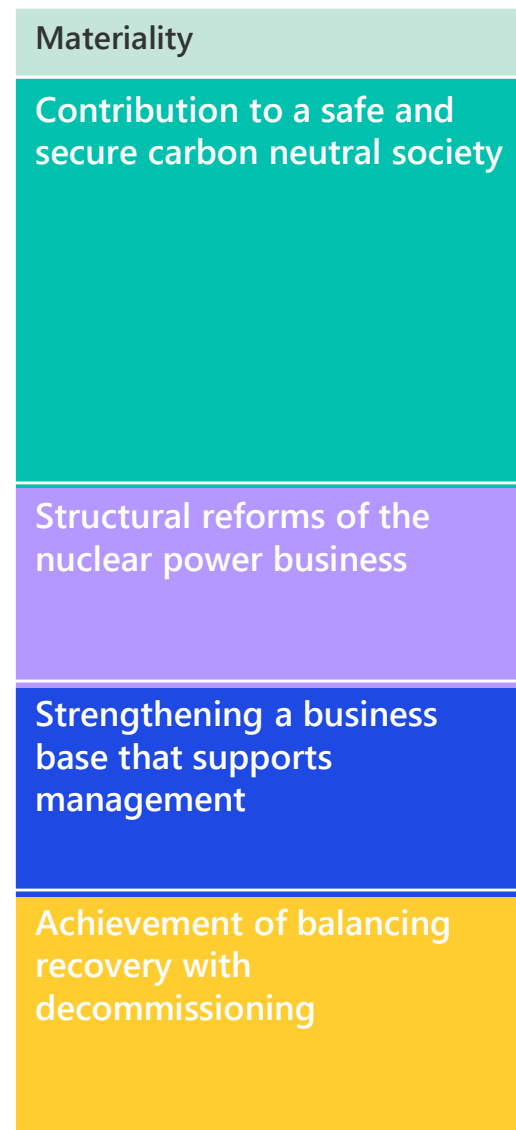 Materiality
Contribution to a safe and
secure carbon neutral society
Structural reforms of the
nuclear power business
Strengthening a business
base that supports
management
Achievement of balancing
recovery with
decommissioning